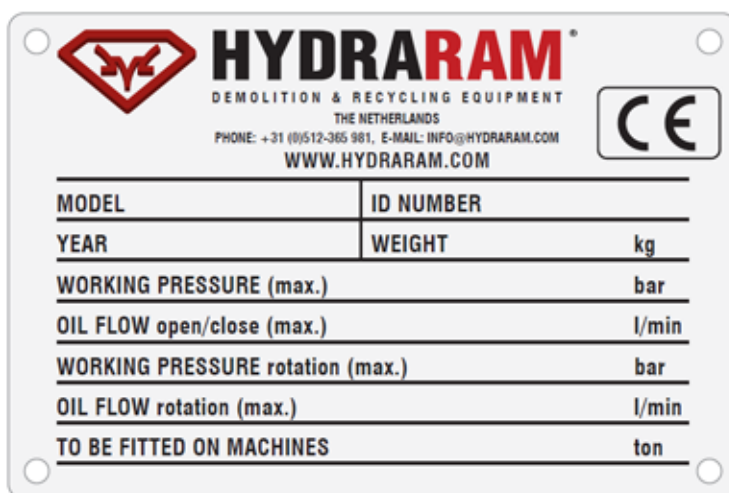 HYDRARAM®
DEMOLITION & RECYCLING EQUIPMENT
THE NETHERLANDS
PHONE: +31 (0)512-365 981, E-MAIL: INFO@HYDRARAM.COM
WWW.HYDRARAM.COM
CE
MODEL ID NUMBER
YEAR WEIGHT kg
WORKING PRESSURE (max.) bar
OIL FLOW open/close (max.) l/min
WORKING PRESSURE rotation (max.) bar
OIL FLOW rotation (max.) l/min
TO BE FITTED ON MACHINES ton